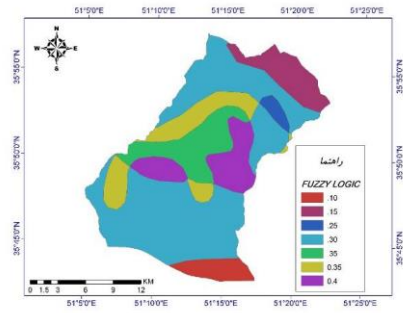 51°5'0"E 51°10'0"E 51°15'0"E 51°20'0"E 51°25'0"E
N
W E
S
35°55'0"N 35°55'0"N
35°50'0"N 35°50'0"N
35°45'0"N 35°45'0"N
راهنما
FUZZY LOGIC
.10
.15
.25
.30
.35
0.35
0.4
KM
0 1.5 3 6 9 12
51°5'0"E 51°10'0"E 51°15'0"E 51°20'0"E 51°25'0"E